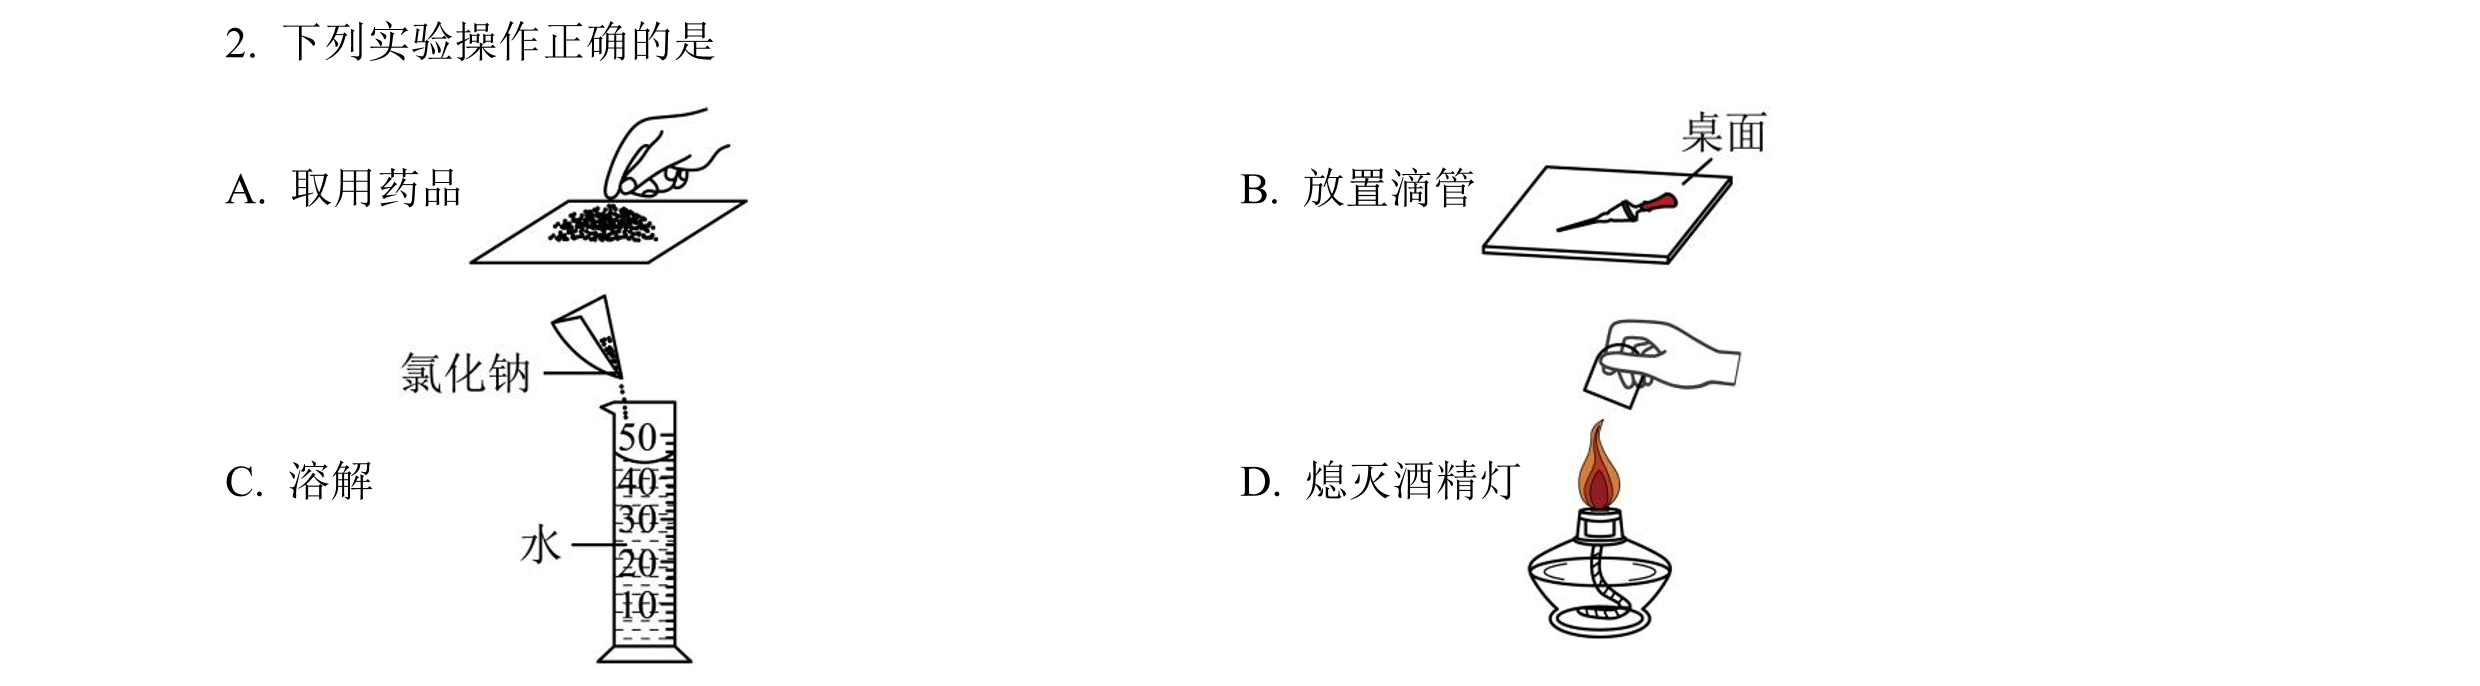 2. 下列实验操作正确的是
A. 取用药品
B. 放置滴管
桌面
C. 溶解
氯化钠
水
50
40
30
20
10
D. 熄灭酒精灯